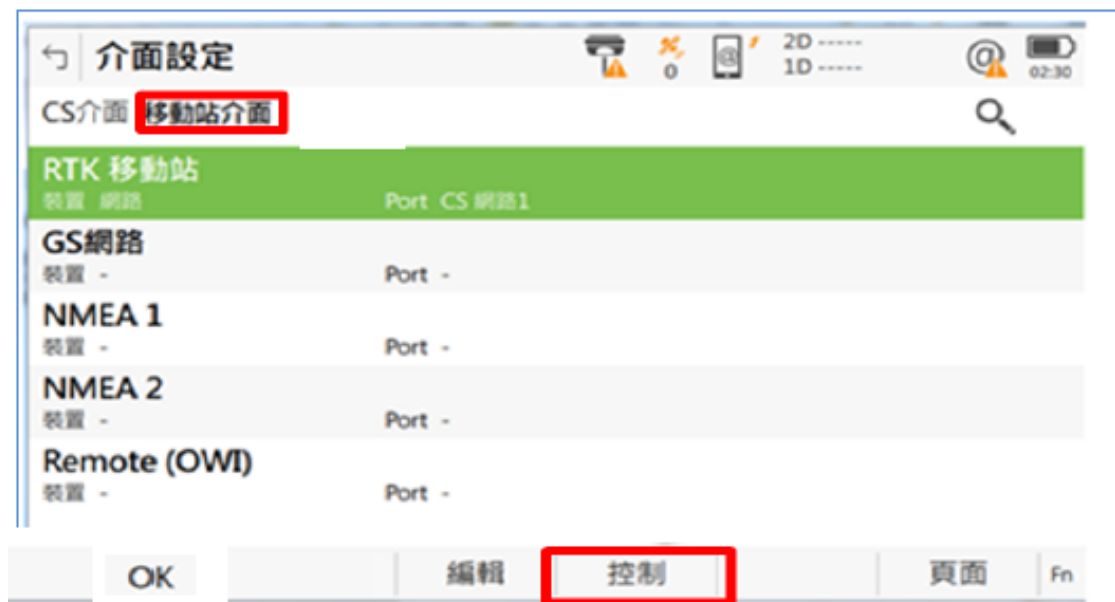 介面設定 0 2D ----- 02:30
1D -----
CS介面 移動站介面
RTK 移動站
裝置 網路 Port CS 網路1
GS網路
裝置 - Port -
NMEA 1
裝置 - Port -
NMEA 2
裝置 - Port -
Remote (OWI)
裝置 - Port -
OK 編輯 控制 頁面 Fn